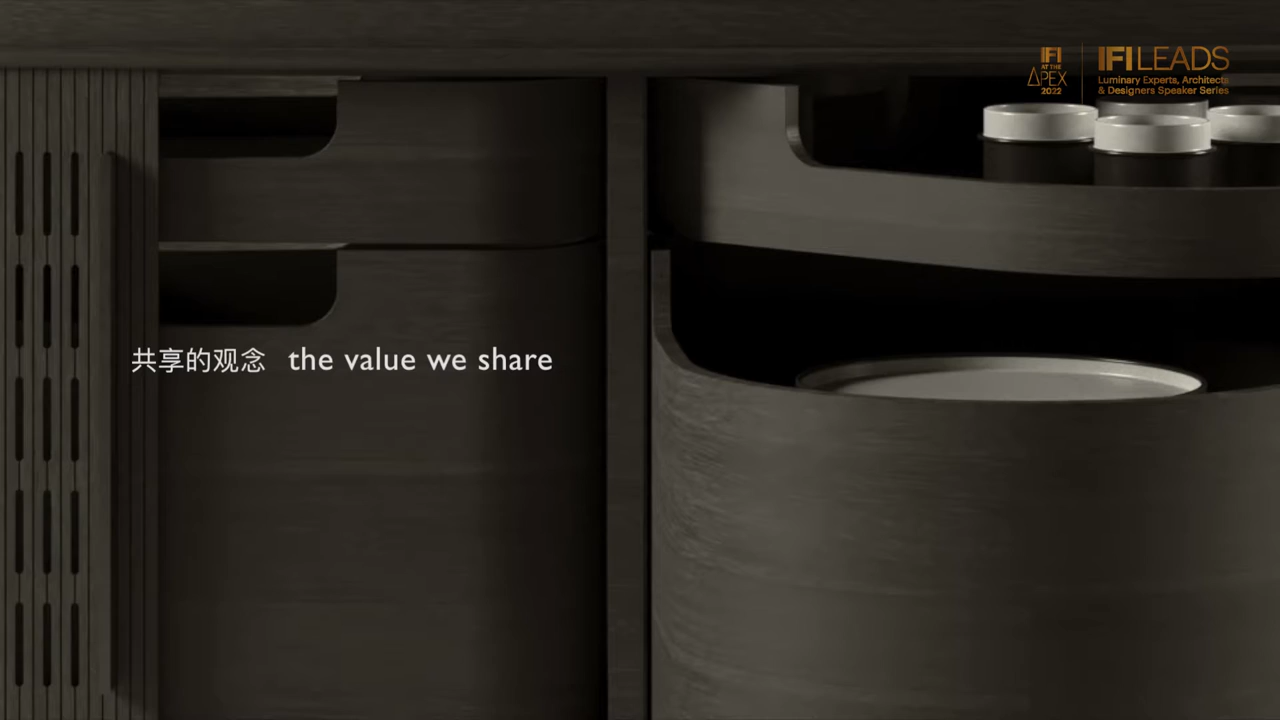 IFI
AT THE
APEX
2022
IFI LEADS
Luminary Experts, Architects
& Designers Speaker Series
共享的观念 the value we share